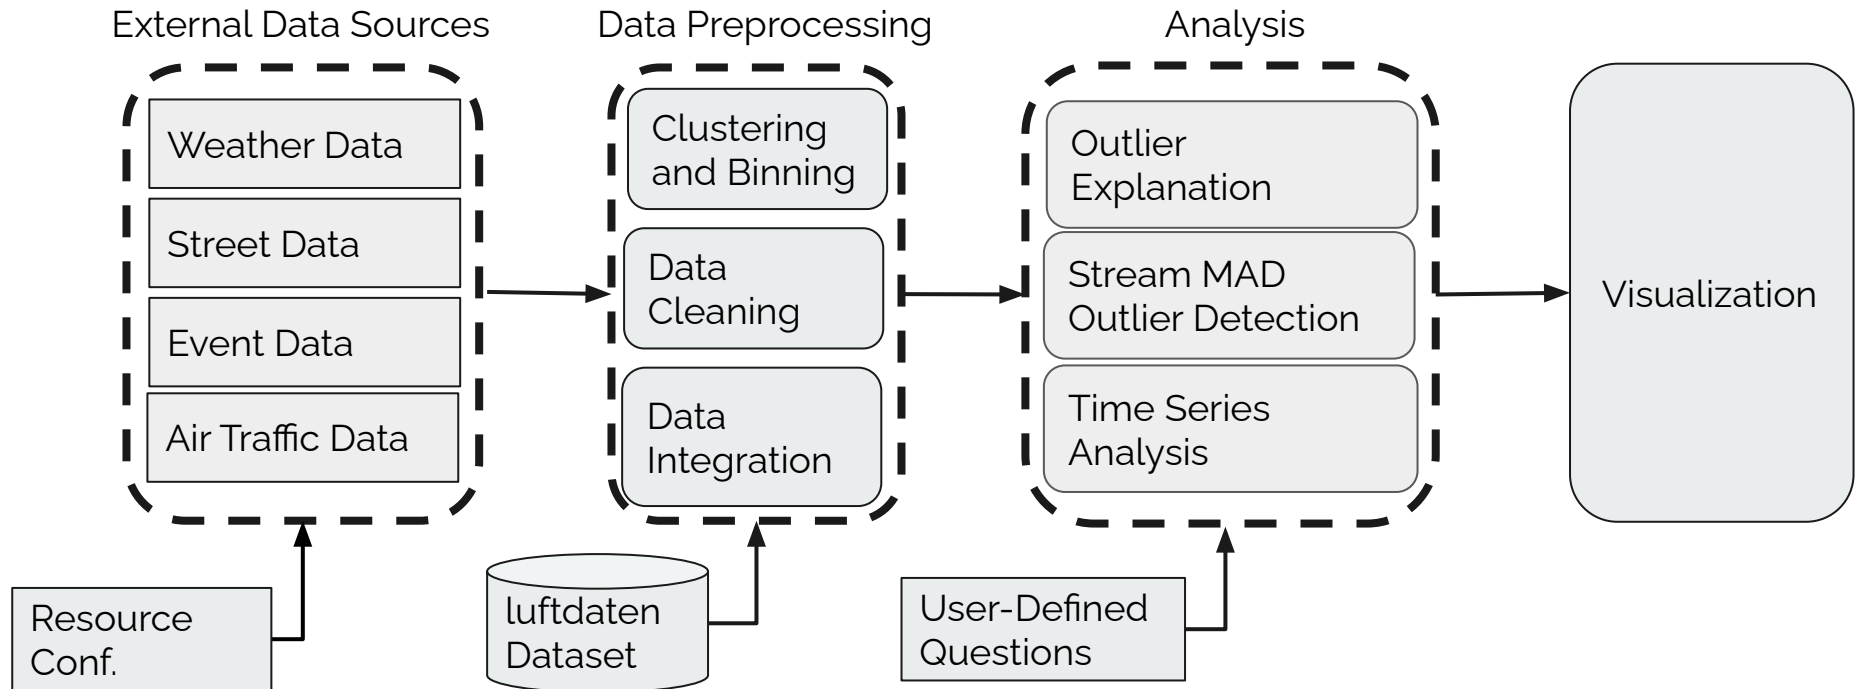 External Data Sources
Weather Data
Street Data
Event Data
Air Traffic Data
Resource
Conf.
Data Preprocessing
Clustering
and Binning
Data
Cleaning
Data
Integration
luftdaten
Dataset
Analysis
Outlier
Explanation
Stream MAD
Outlier Detection
Time Series
Analysis
User-Defined
Questions
Visualization